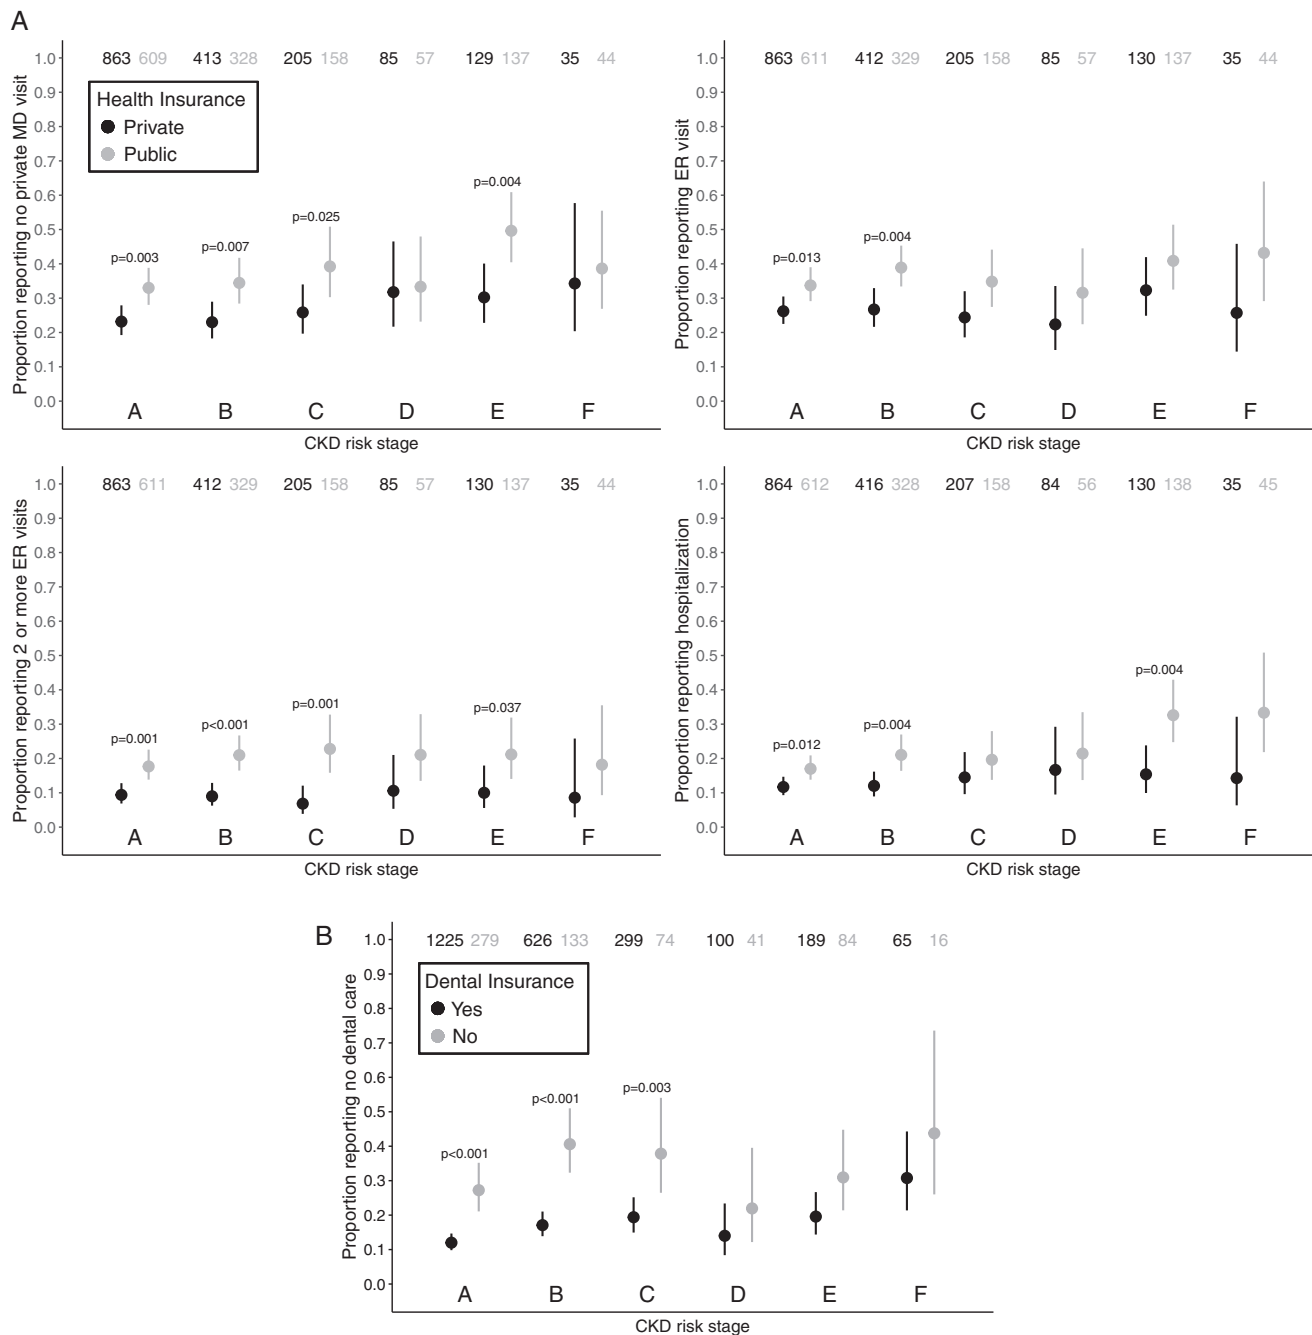 A
Proportion reporting no private MD visit
1.0
0.9
0.8
0.7
0.6
0.5
0.4
0.3
0.2
0.1
0.0
863 609 413 328 205 158 85 57 129 137 35 44
Health Insurance
Private
Public
p=0.003
p=0.007
p=0.025
p=0.004
A B C D E F
CKD risk stage
Proportion reporting ER visit
1.0
0.9
0.8
0.7
0.6
0.5
0.4
0.3
0.2
0.1
0.0
863 611 412 329 205 158 85 57 130 137 35 44
p=0.013
p=0.004
A B C D E F
CKD risk stage
Proportion reporting 2 or more ER visits
1.0
0.9
0.8
0.7
0.6
0.5
0.4
0.3
0.2
0.1
0.0
863 611 412 329 205 158 85 57 130 137 35 44
p=0.001
p<0.001
p=0.001
p=0.037
A B C D E F
CKD risk stage
Proportion reporting hospitalization
1.0
0.9
0.8
0.7
0.6
0.5
0.4
0.3
0.2
0.1
0.0
864 612 416 328 207 158 84 56 130 138 35 45
p=0.012
p=0.004
p=0.004
A B C D E F
CKD risk stage
B
Proportion reporting no dental care
1.0
0.9
0.8
0.7
0.6
0.5
0.4
0.3
0.2
0.1
0.0
1225 279 626 133 299 74 100 41 189 84 65 16
Dental Insurance
Yes
No
p<0.001
p<0.001
p=0.003
A B C D E F
CKD risk stage